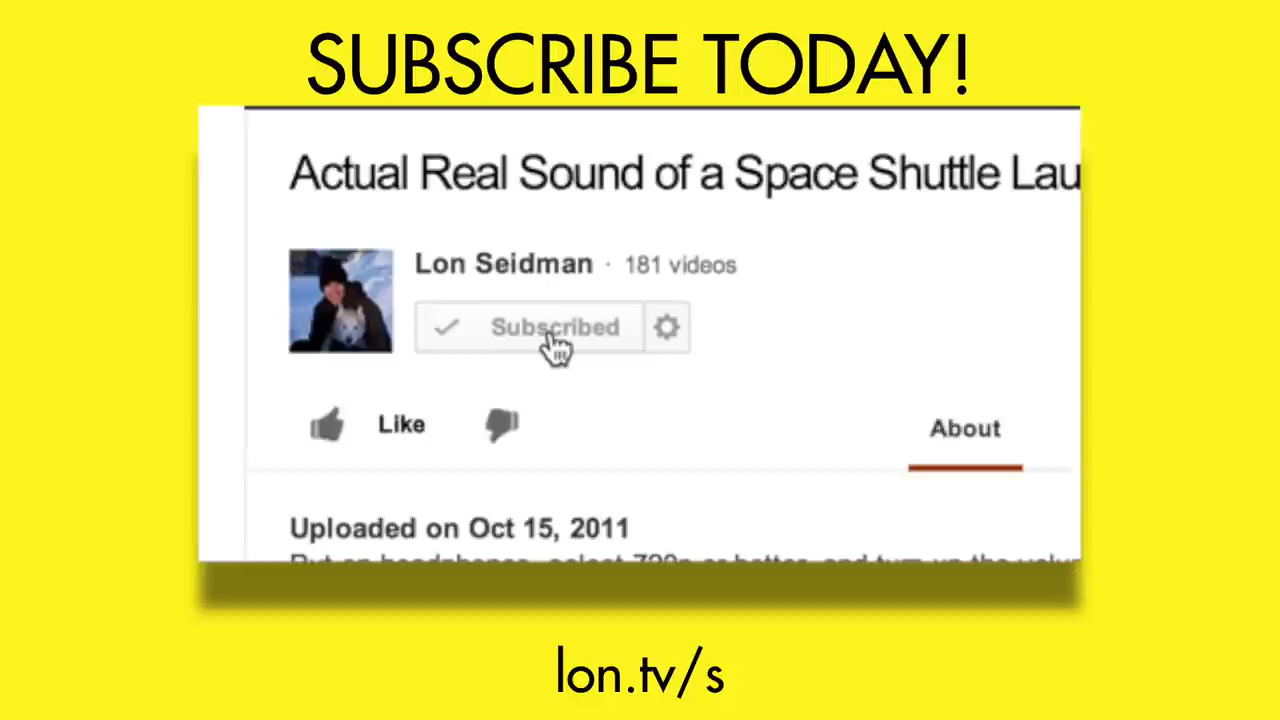 SUBSCRIBE TODAY!
Actual Real Sound of a Space Shuttle Lau
Lon Seidman · 181 videos
Subscribed
Like
About
Uploaded on Oct 15, 2011
lon.tv/s